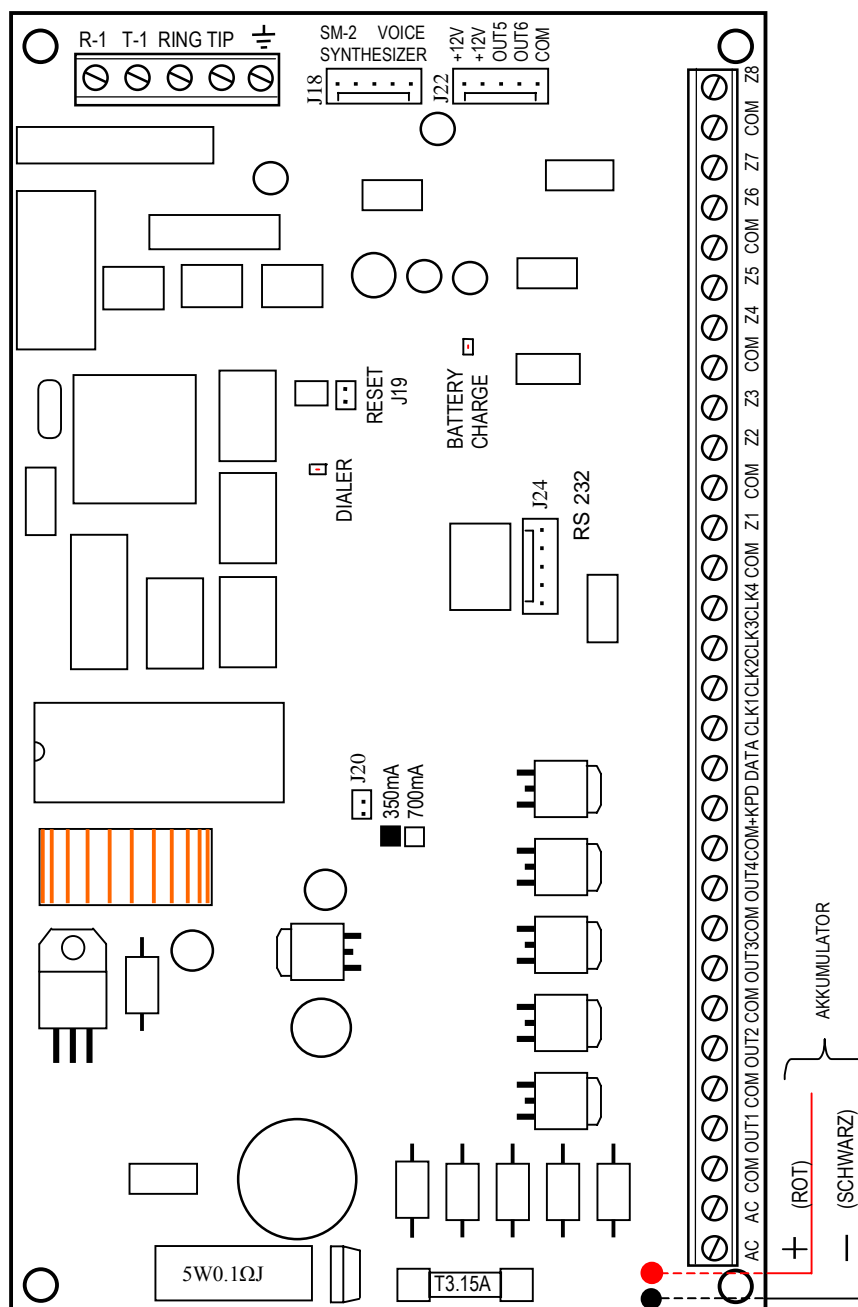 R-1 T-1 RING TIP
SM-2 VOICE
SYNTHESIZER
J18
J22
+12V
+12V
OUT5
OUT6
COM
Z8
COM
Z7
Z6
COM
Z5
Z4
COM
Z3
Z2
COM
Z1
COM
CLK4
CLK3
CLK2
CLK1
DATA
+KPD
COM
OUT4
COM
OUT3
COM
OUT2
COM
OUT1
COM
AC
AC
RESET
J19
BATTERY
CHARGE
DIALER
J24
RS 232
J20
350mA
700mA
AKKUMULATOR
+ (ROT)
– (SCHWARZ)
5W0.1ΩJ
T3.15A